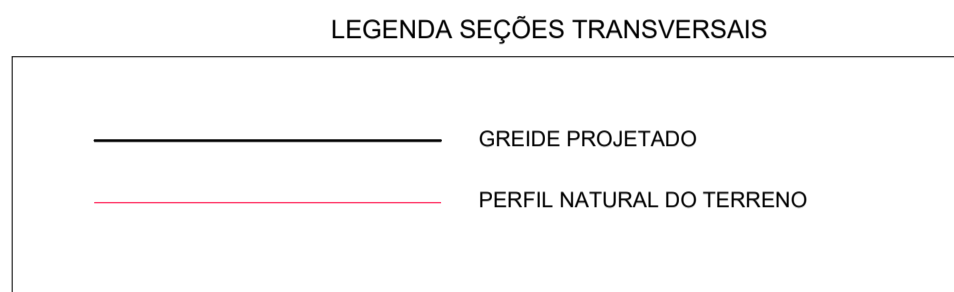 LEGENDA SEÇÕES TRANSVERSAIS
GREIDE PROJETADO
PERFIL NATURAL DO TERRENO